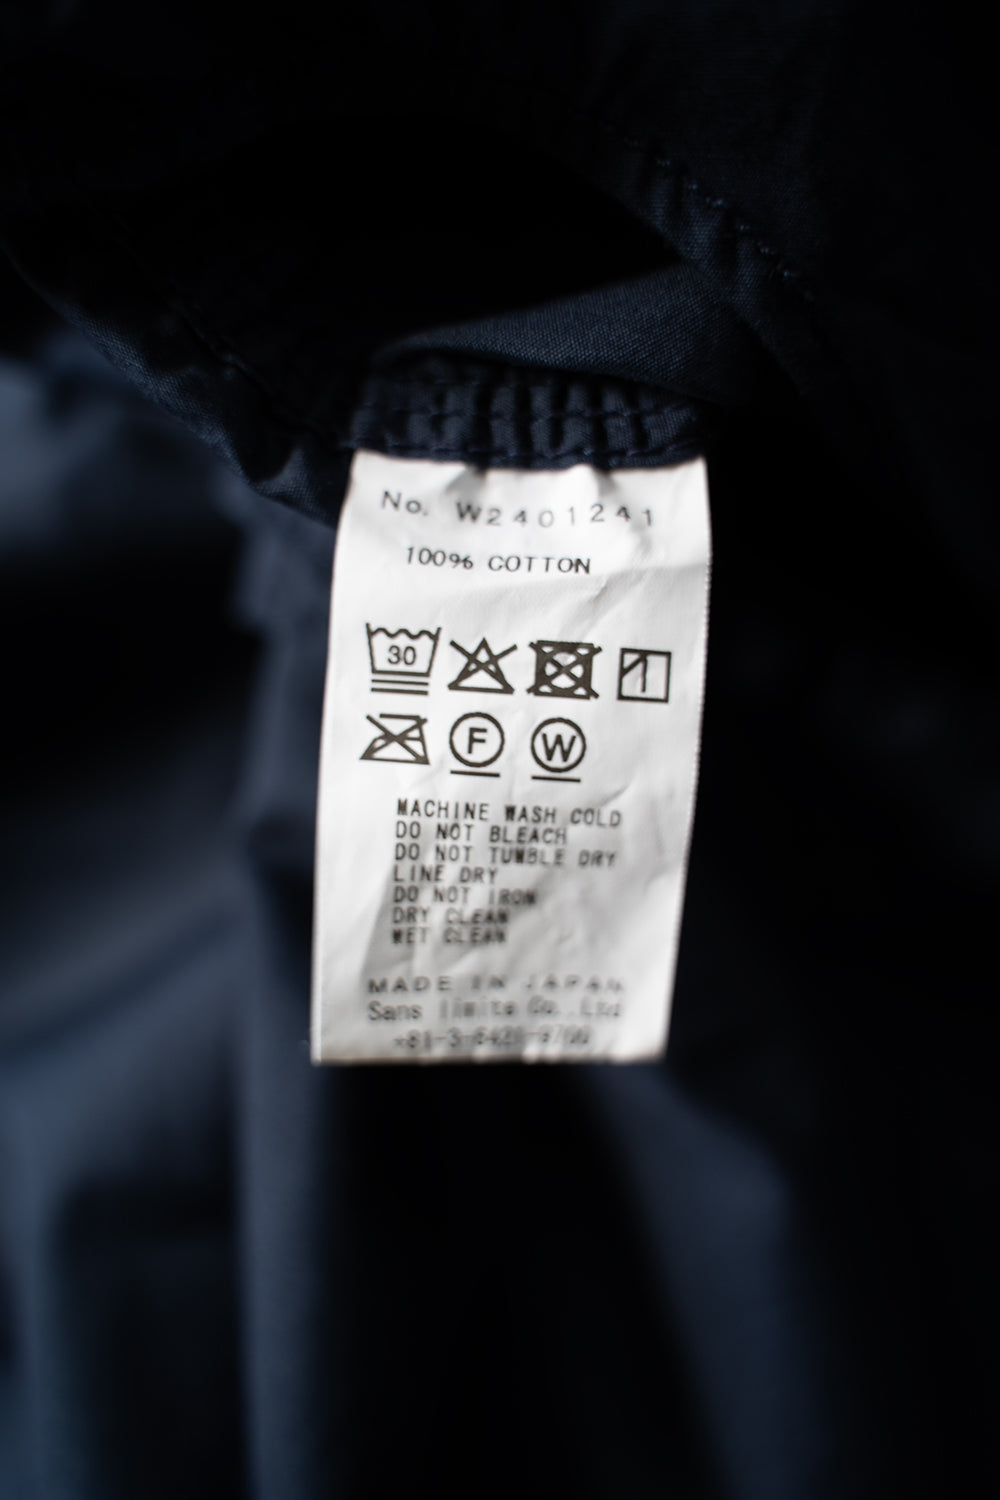 No. W2401241
100% COTTON
30
F W
MACHINE WASH COLD
DO NOT BLEACH
DO NOT TUMBLE DRY
LINE DRY
DO NOT IRON
DRY CLEAN
WET CLEAN
MADE IN JAPAN
Sans limite Co.,Ltd